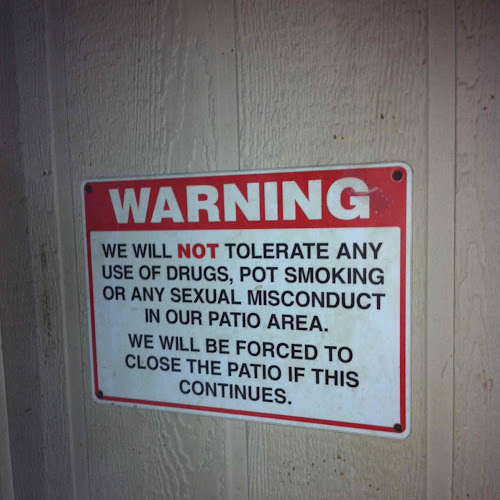 WARNING
WE WILL NOT TOLERATE ANY
USE OF DRUGS, POT SMOKING
OR ANY SEXUAL MISCONDUCT
IN OUR PATIO AREA.
WE WILL BE FORCED TO
CLOSE THE PATIO IF THIS
CONTINUES.